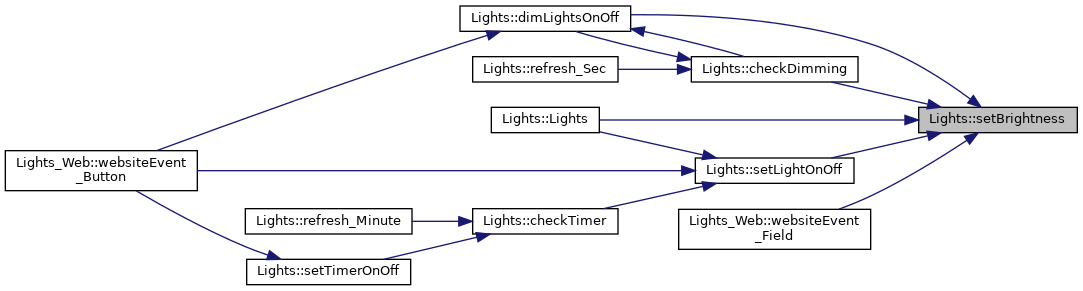 Lights::dimLightsOnOff
Lights::refresh_Sec
Lights::checkDimming
Lights::Lights
Lights::setBrightness
Lights_Web::websiteEvent
_Button
Lights::setLightOnOff
Lights::refresh_Minute
Lights::checkTimer
Lights_Web::websiteEvent
_Field
Lights::setTimerOnOff